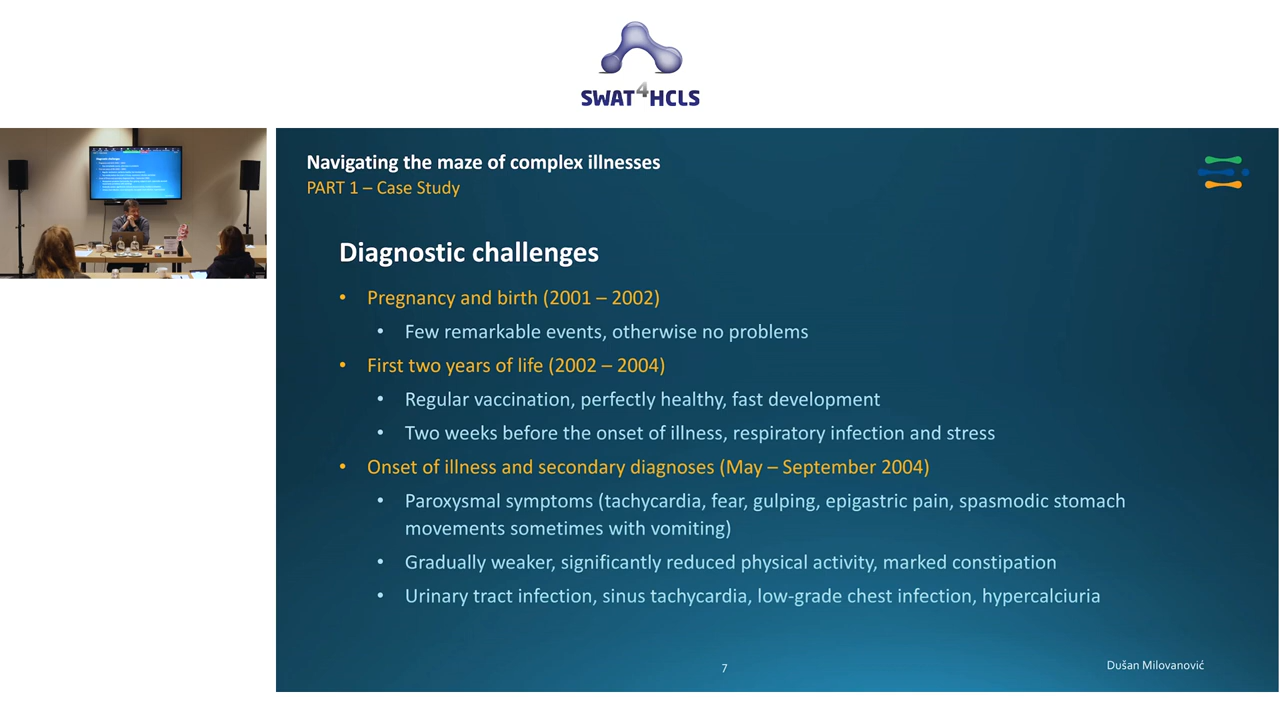 SWAT4HCLS
Navigating the maze of complex illnesses
PART 1 – Case Study
Diagnostic challenges
• Pregnancy and birth (2001 – 2002)
• Few remarkable events, otherwise no problems
• First two years of life (2002 – 2004)
• Regular vaccination, perfectly healthy, fast development
• Two weeks before the onset of illness, respiratory infection and stress
• Onset of illness and secondary diagnoses (May – September 2004)
• Paroxysmal symptoms (tachycardia, fear, gulping, epigastric pain, spasmodic stomach
movements sometimes with vomiting)
• Gradually weaker, significantly reduced physical activity, marked constipation
• Urinary tract infection, sinus tachycardia, low-grade chest infection, hypercalciuria
7
Dušan Milovanović